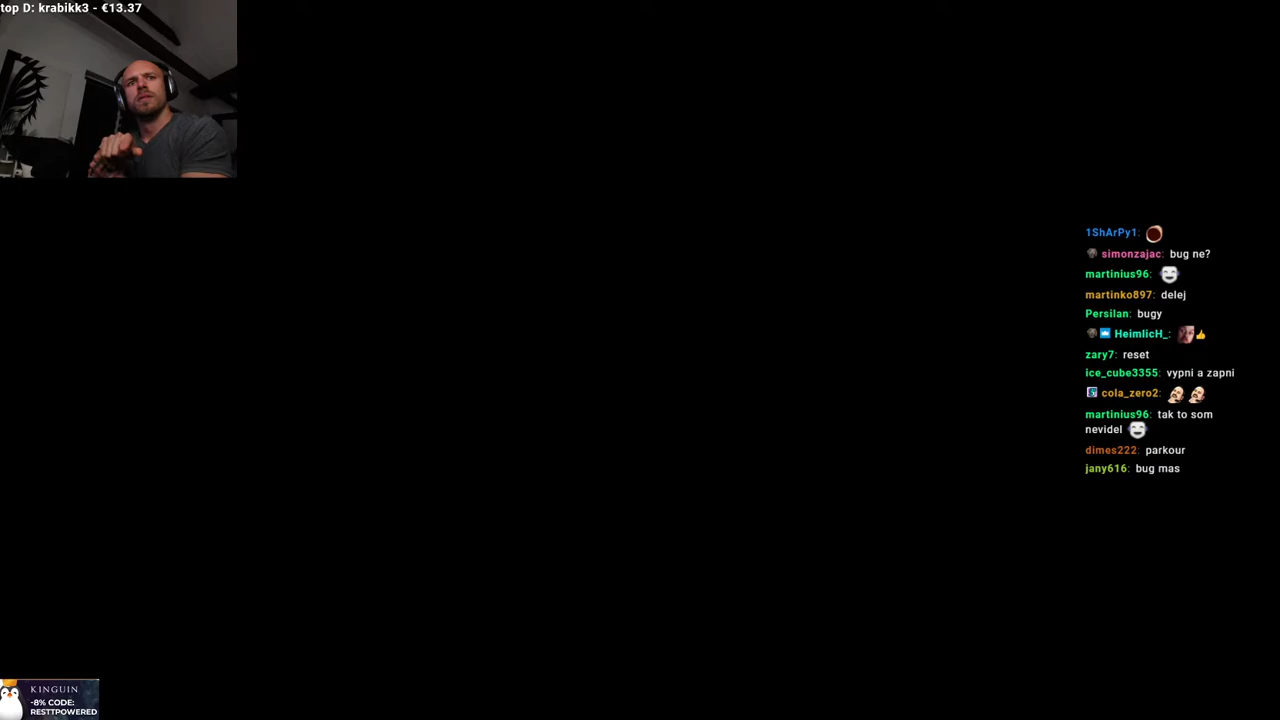 top D: krabikk3 - €13.37
1ShArPy1:
simonzajac: bug ne?
martinius96:
martinko897: delej
Persilan: bugy
HeimlicH_:
zary7: reset
ice_cube3355: vypni a zapni
cola_zero2:
martinius96: tak to som
nevidel
dimes222: parkour
jany616: bug mas
KINGUIN
-8% CODE:
RESTTPOWERED